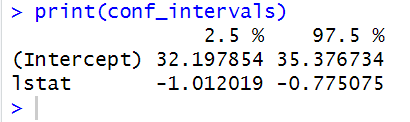 > print(conf_intervals)
                2.5 %    97.5 %
(Intercept) 32.197854 35.376734
lstat       -1.012019 -0.775075
>